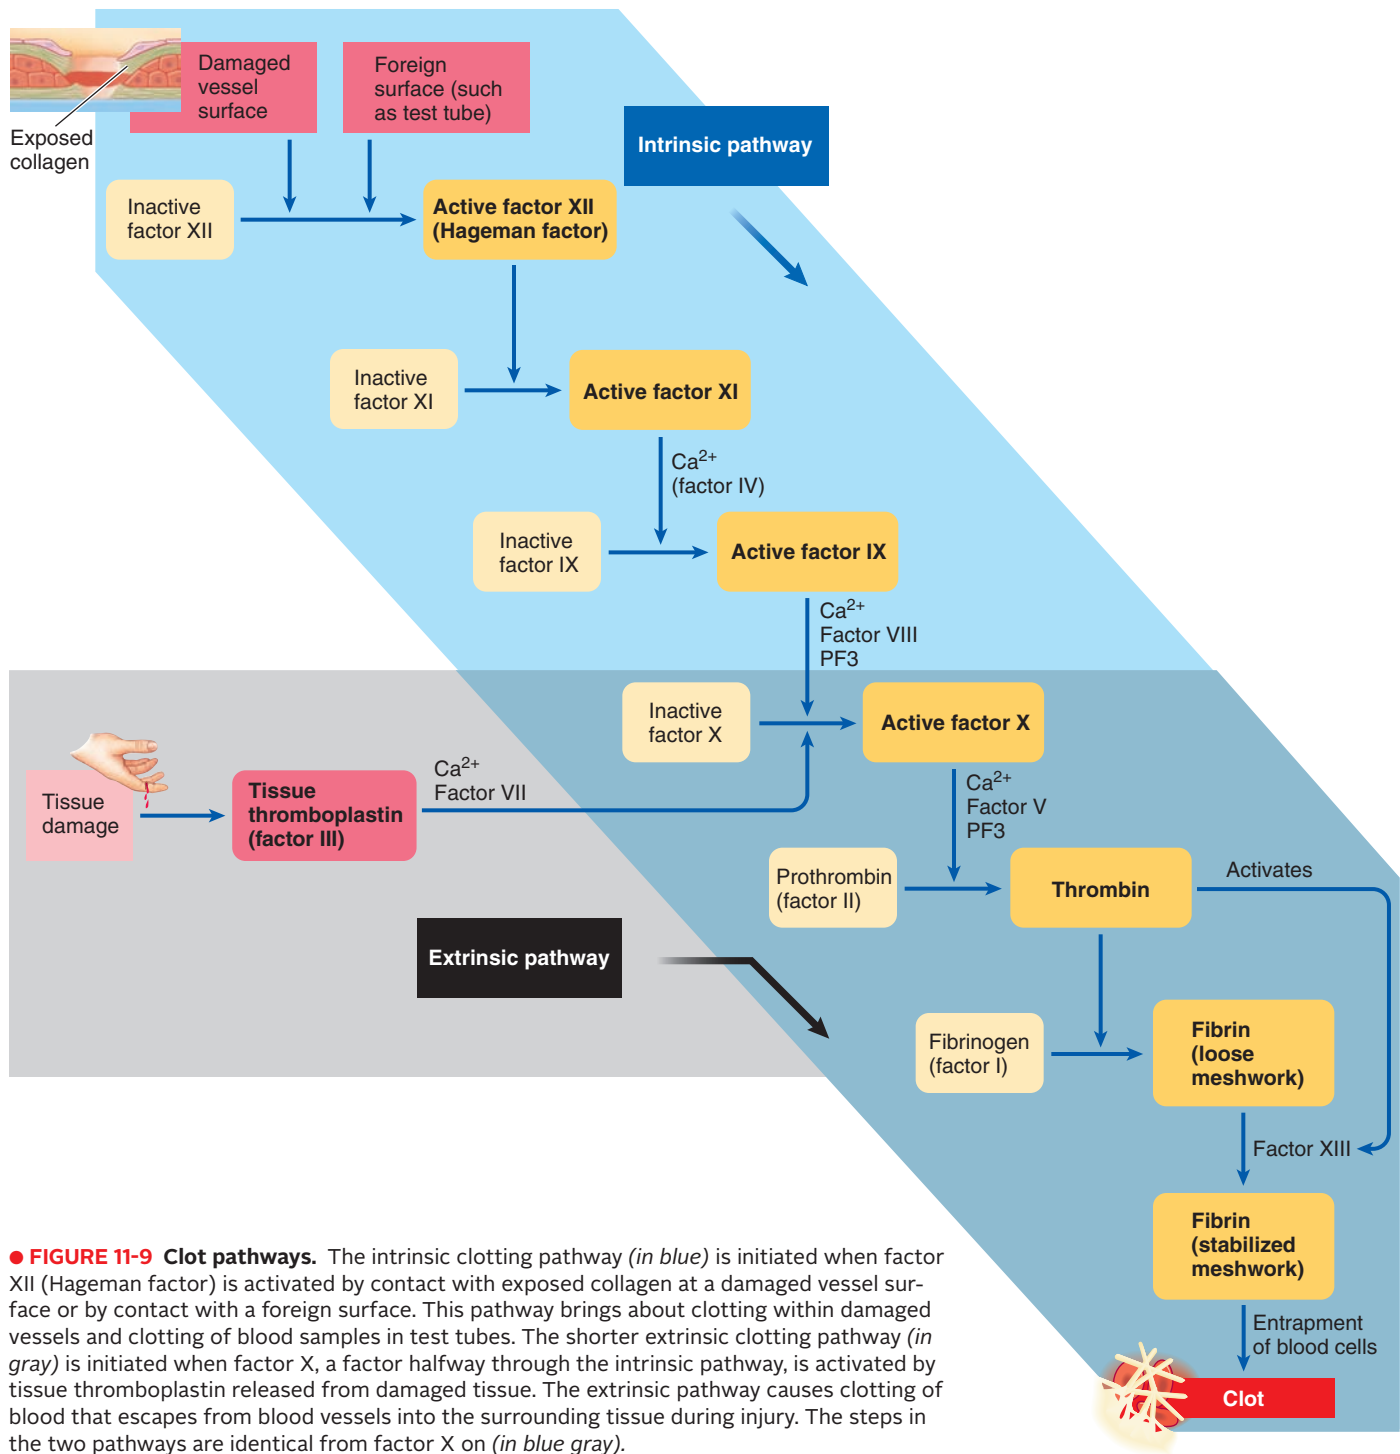 Damaged
vessel
surface
Foreign
surface (such
as test tube)
Exposed
collagen
Intrinsic pathway
Inactive
factor XII
Active factor XII
(Hageman factor)
Inactive
factor XI
Active factor XI
Ca2+
(factor IV)
Inactive
factor IX
Active factor IX
Ca2+
Factor VIII
PF3
Inactive
factor X
Active factor X
Tissue
damage
Tissue
thromboplastin
(factor III)
Ca2+
Factor VII
Ca2+
Factor V
PF3
Prothrombin
(factor II)
Thrombin
Activates
Extrinsic pathway
Fibrinogen
(factor I)
Fibrin
(loose
meshwork)
Factor XIII
Fibrin
(stabilized
meshwork)
Entrapment
of blood cells
Clot
● FIGURE 11-9 Clot pathways. The intrinsic clotting pathway (in blue) is initiated when factor
XII (Hageman factor) is activated by contact with exposed collagen at a damaged vessel sur-
face or by contact with a foreign surface. This pathway brings about clotting within damaged
vessels and clotting of blood samples in test tubes. The shorter extrinsic clotting pathway (in
gray) is initiated when factor X, a factor halfway through the intrinsic pathway, is activated by
tissue thromboplastin released from damaged tissue. The extrinsic pathway causes clotting of
blood that escapes from blood vessels into the surrounding tissue during injury. The steps in
the two pathways are identical from factor X on (in blue gray).